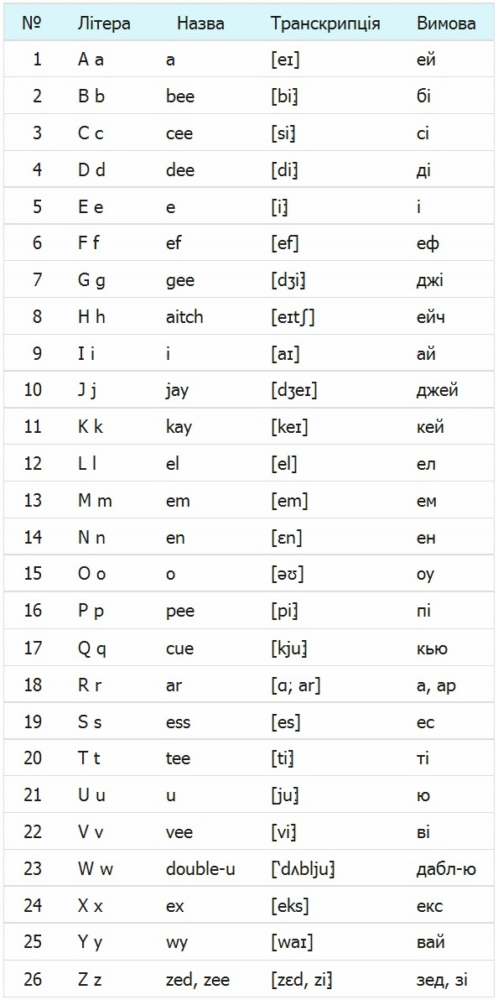 № Літера Назва Транскрипція Вимова
1 A a a [eɪ] ей
2 B b bee [biː] бі
3 C c cee [siː] сі
4 D d dee [diː] ді
5 E e e [iː] і
6 F f ef [ef] еф
7 G g gee [dʒiː] джі
8 H h aitch [eɪtʃ] ейч
9 I i i [aɪ] ай
10 J j jay [dʒeɪ] джей
11 K k kay [keɪ] кей
12 L l el [el] ел
13 M m em [em] ем
14 N n en [ɛn] ен
15 O o o [əʊ] оу
16 P p pee [piː] пі
17 Q q cue [kjuː] кью
18 R r ar [ɑ; ar] а, ар
19 S s ess [es] ес
20 T t tee [tiː] ті
21 U u u [juː] ю
22 V v vee [viː] ві
23 W w double-u [‘dʌbljuː] дабл-ю
24 X x ex [eks] екс
25 Y y wy [waɪ] вай
26 Z z zed, zee [zɛd, ziː] зед, зі